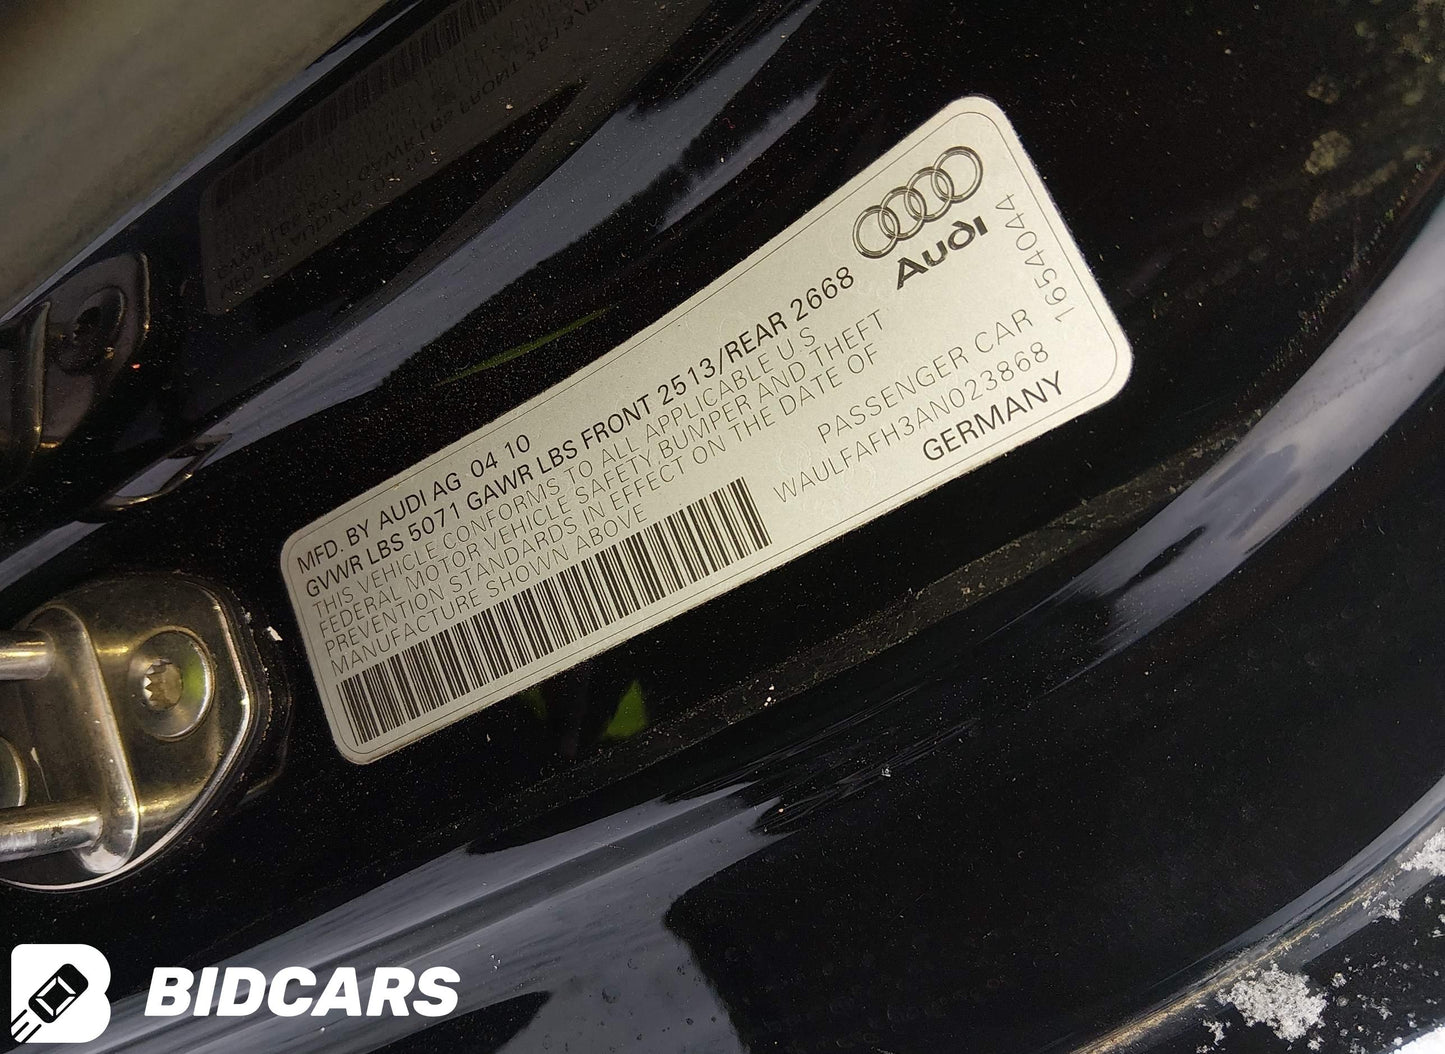 MFD. BY AUDI AG 04 10
GVWR LBS 5071 GAWR LBS FRONT 2513/REAR 2668
THIS VEHICLE CONFORMS TO ALL APPLICABLE U S
FEDERAL MOTOR VEHICLE SAFETY BUMPER AND THEFT
PREVENTION STANDARDS IN EFFECT ON THE DATE OF
MANUFACTURE SHOWN ABOVE
Audi
1654044
PASSENGER CAR
WAULFAFH3AN023868
GERMANY
BIDCARS